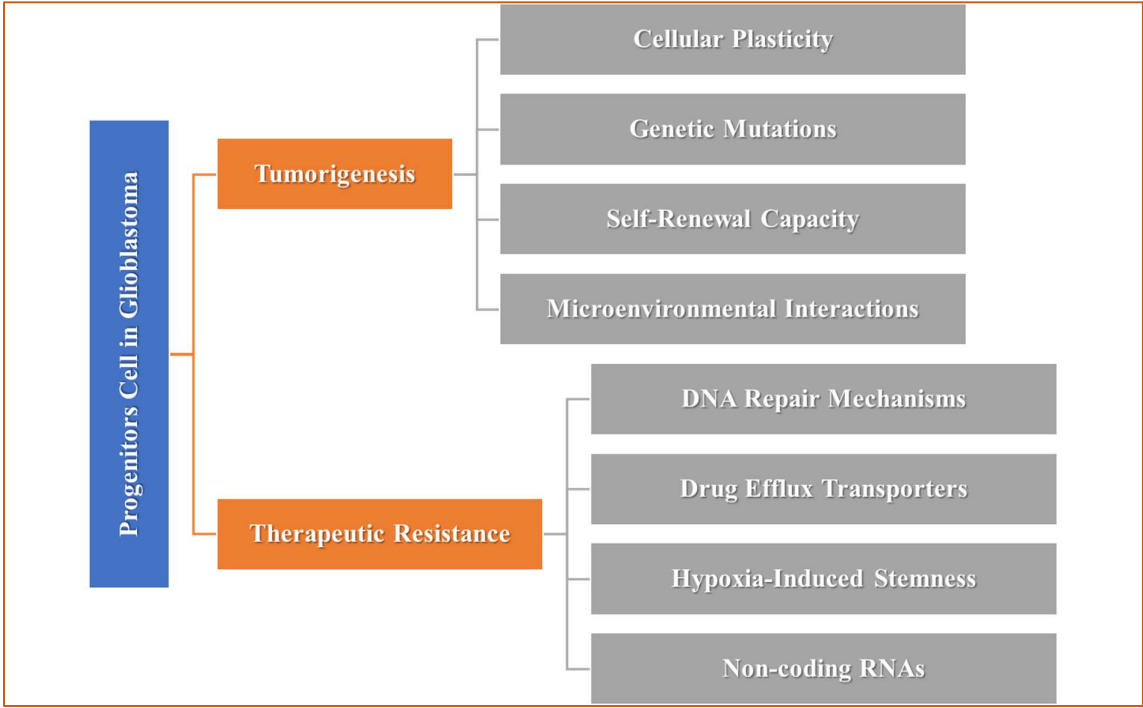 Progenitors Cell in Glioblastoma
Tumorigenesis
Cellular Plasticity
Genetic Mutations
Self-Renewal Capacity
Microenvironmental Interactions
Therapeutic Resistance
DNA Repair Mechanisms
Drug Efflux Transporters
Hypoxia-Induced Stemness
Non-coding RNAs